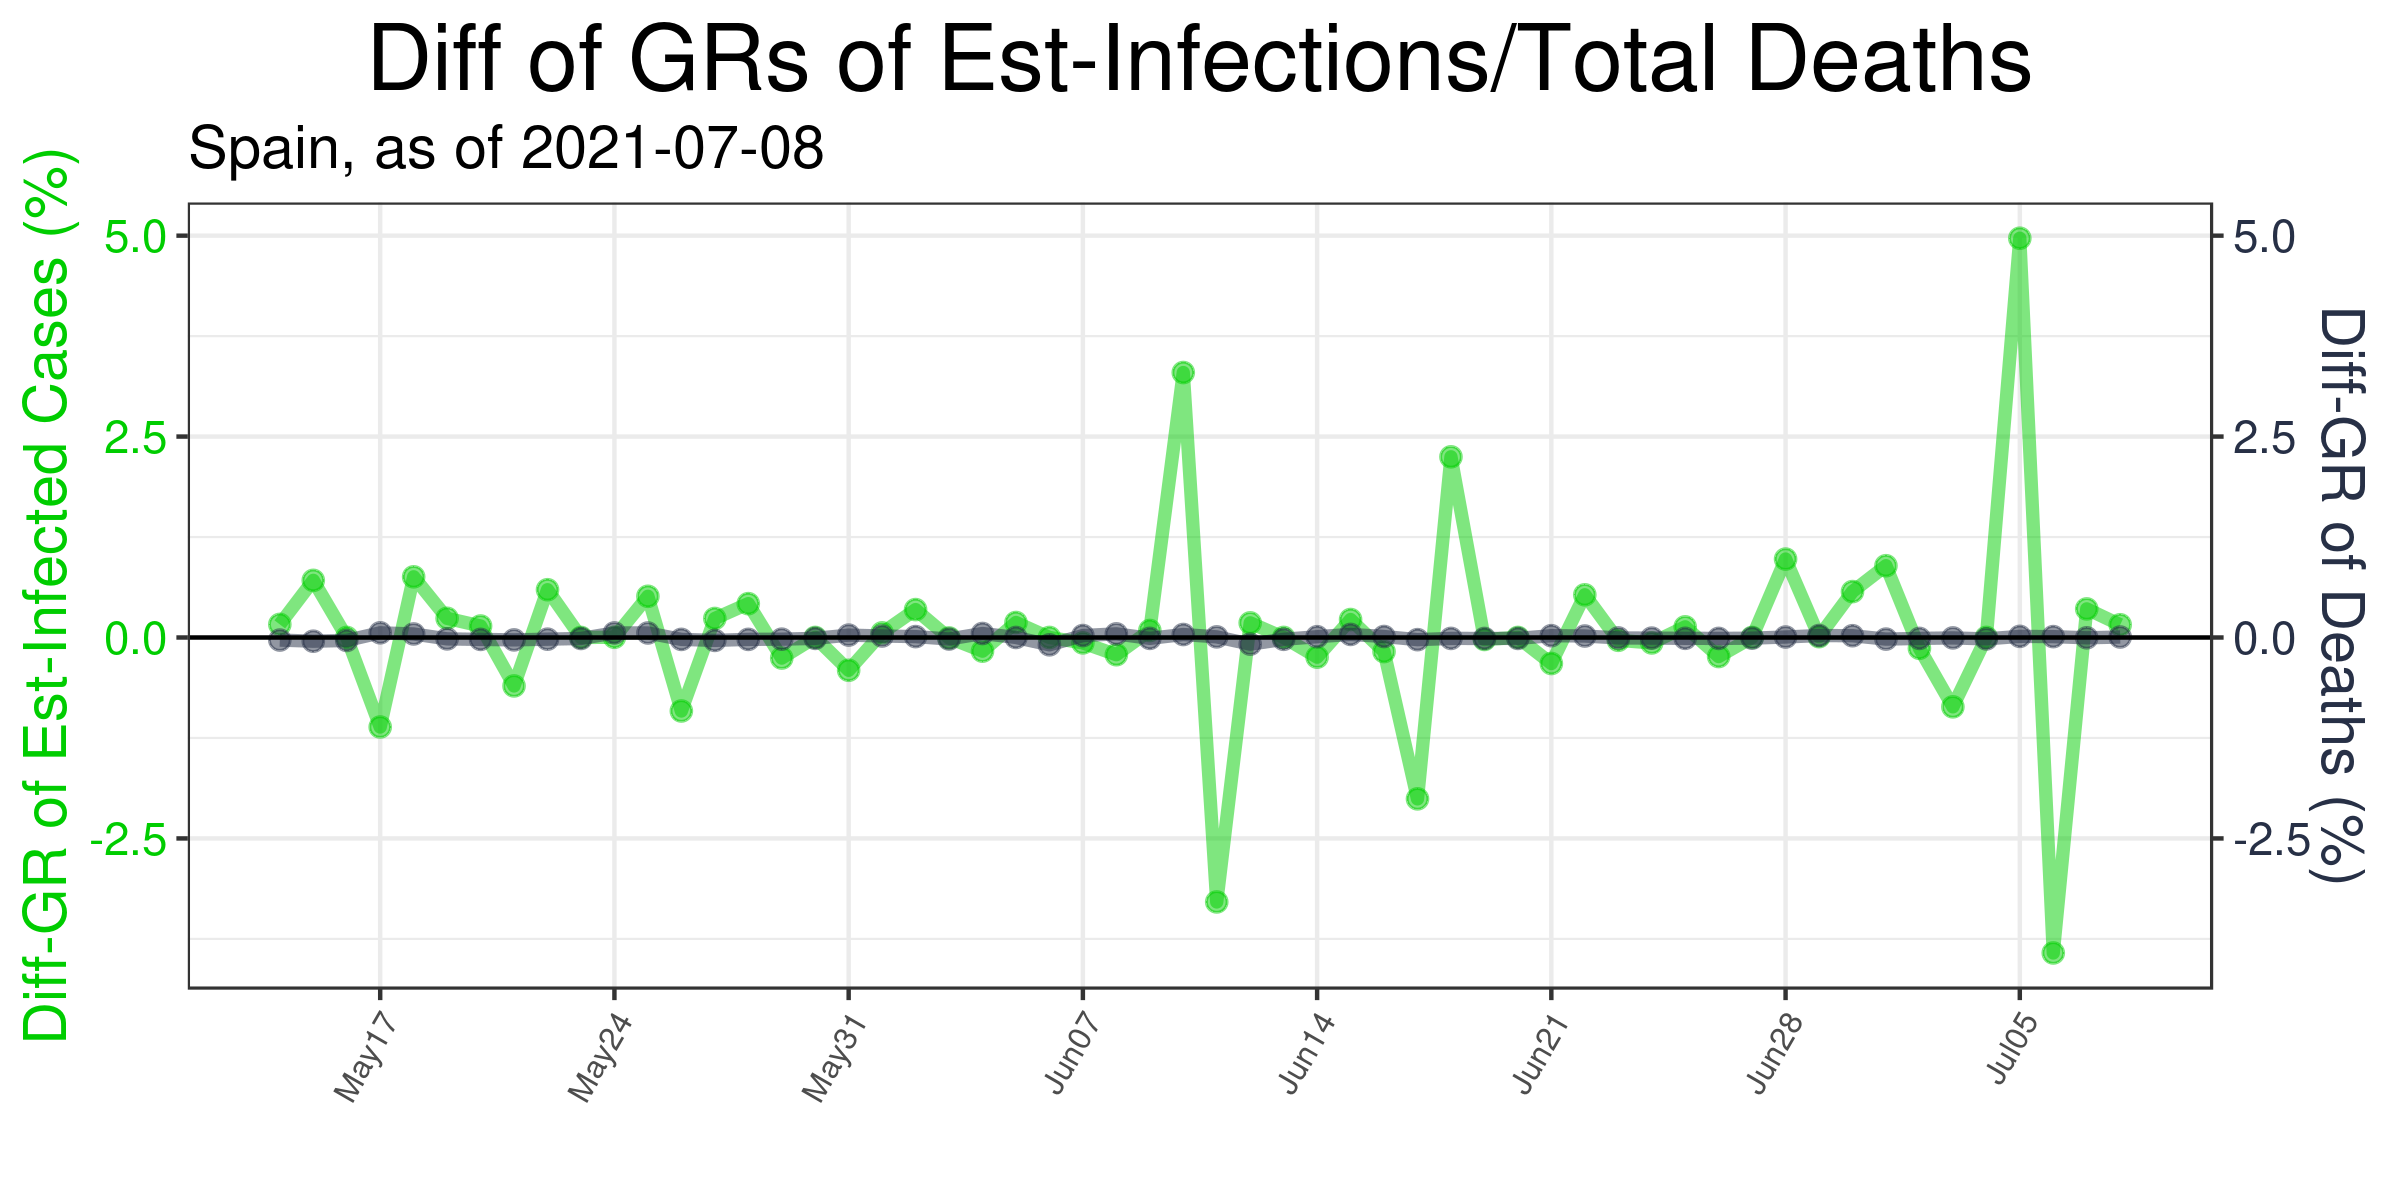 Diff of GRs of Est-Infections/Total Deaths
Spain, as of 2021-07-08
Diff-GR of Est-Infected Cases (%)
5.0
2.5
0.0
-2.5
5.0
2.5
0.0
-2.5
Diff-GR of Deaths (%)
May17
May24
May31
Jun07
Jun14
Jun21
Jun28
Jul05